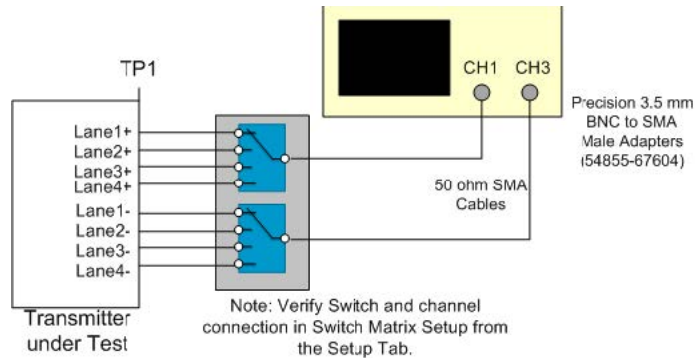 TP1
CH1 CH3
Precision 3.5 mm
BNC to SMA
Male Adapters
(54855-67604)
Lane1+
Lane2+
Lane3+
Lane4+
Lane1-
Lane2-
Lane3-
Lane4-
50 ohm SMA
Cables
Transmitter
under Test
Note: Verify Switch and channel
connection in Switch Matrix Setup from
the Setup Tab.